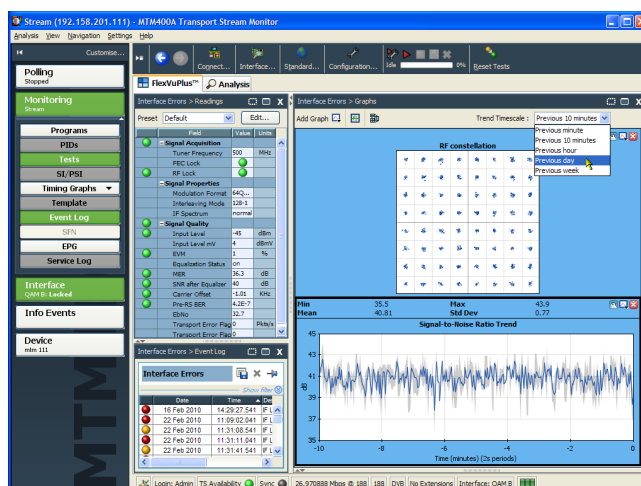 Stream (192.158.201.111) - MTM400A Transport Stream Monitor
Analysis View Navigation Settings Help
Customise...
Connect... Interface... Standard... Configuration... Idle 0% Reset Tests
Polling
Stopped
Monitoring
Stream
Programs
PIDs
Tests
SI/PSI
Timing Graphs
Template
Event Log
SFN
EPG
Service Log
Interface
QAM B: Locked
Info Events
Device
mtm 111
MTM
FlexVuPlus™ Analysis
Interface Errors > Readings
Preset Default Edit...
Field Value Units
Signal Acquisition
Tuner Frequency 500 MHz
FEC Lock
RF Lock
Signal Properties
Modulation Format 64Q...
Interleaving Mode 128-1
IF Spectrum normal
Signal Quality
Input Level -45 dBm
Input Level mV 4 dBmV
EVM 1 %
Equalization Status on
MER 36.3 dB
SNR after Equalizer 40 dB
Carrier Offset -1.01 KHz
Pre-RS BER 4.2E-7
EbNo 32.7
Transport Error Flag 0 Pkts/s
Transport Error Flag 0
Interface Errors > Event Log
Interface Errors
Show filter
Date Time
16 Feb 2010 14:29:27.541 IF L
22 Feb 2010 11:09:02.041 IF L
22 Feb 2010 11:31:08.541 IF L
22 Feb 2010 11:31:11.041 IF L
22 Feb 2010 11:31:41.541 IF L
Interface Errors > Graphs
Add Graph Trend Timescale : Previous 10 minutes
Previous minute
Previous 10 minutes
Previous hour
Previous day
Previous week
RF constellation
Min 35.5 Max 43.9
Mean 40.81 Std Dev 0.77
Signal-to-Noise Ratio Trend
45
43
41
39
37
35
dB
-10 -8 -6 -4 -2 0
Time (minutes) (2s periods)
Login: Admin TS Availability Sync 26.970888 Mbps @ 188 188 DVB No Extensions Interface: QAM B